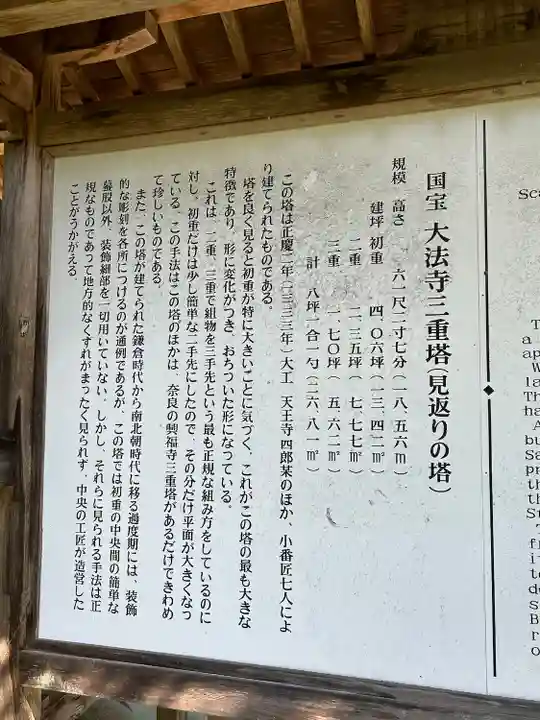 国宝 大法寺三重塔(見返りの塔)
規模 高さ 六一尺二寸七分(一八、五六m)
建坪 初重 四、〇六坪(一三、四二㎡)
二重 二、三五坪( 七、七七㎡)
三重 一、七〇坪( 五、六二㎡)
計 八坪一合一勺(二六、八一㎡)
この塔は正慶二年(一三三三年)大工 天王寺四郎某のほか、小番匠七人によ
り建てられたものである。
塔を良く見ると初重が特に大きいことに気づく、これがこの塔の最も大きな
特徴であり、形に変化がつき、おちついた形になっている。
これは、二重、三重で組物を三手先という最も正規な組み方をしているのに
対し、初重だけは少し簡単な二手先にしたので、その分だけ平面が大きくなっ
ている。この手法はこの塔のほかは、奈良の興福寺三重塔があるだけできわめ
て珍しいものである。
また、この塔が建てられた鎌倉時代から南北朝時代に移る過度期には、装飾
的な彫刻を各所につけるのが通例であるが、この塔では初重の中央間の簡単な
蟇股以外、装飾細部を一切用いていない。しかし、それらに見られる手法は正
規なものであって地方的なくずれがまったく見られず、中央の工匠が造営した
ことがうかがえる。
Sc
T
a
ap
W
la
Th
ha
A
bu
Sa
pr
th
th
St
T
fr
it
to
de
s
B
r
o